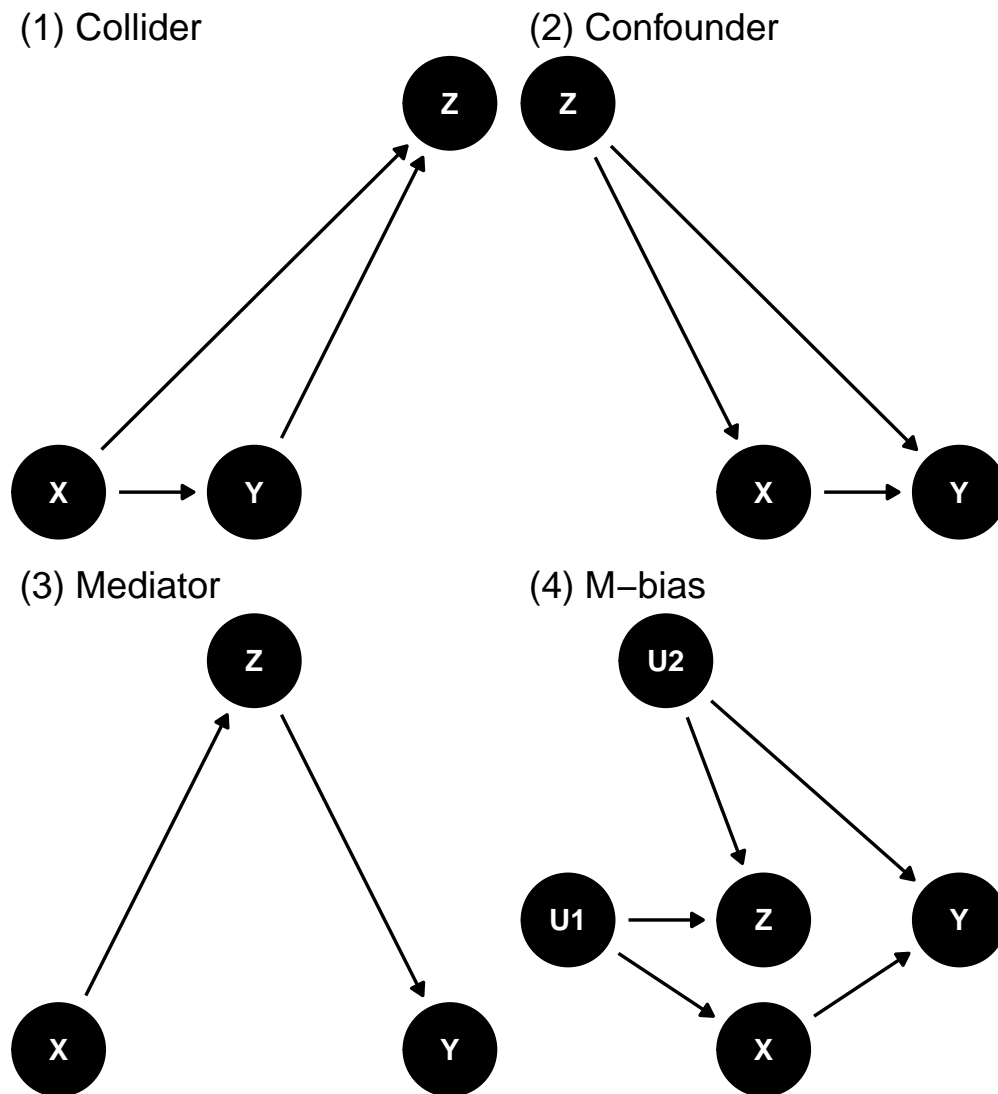 (1) Collider
Z
X
Y
(2) Confounder
Z
X
Y
(3) Mediator
Z
X
Y
(4) M−bias
U2
U1
Z
Y
X